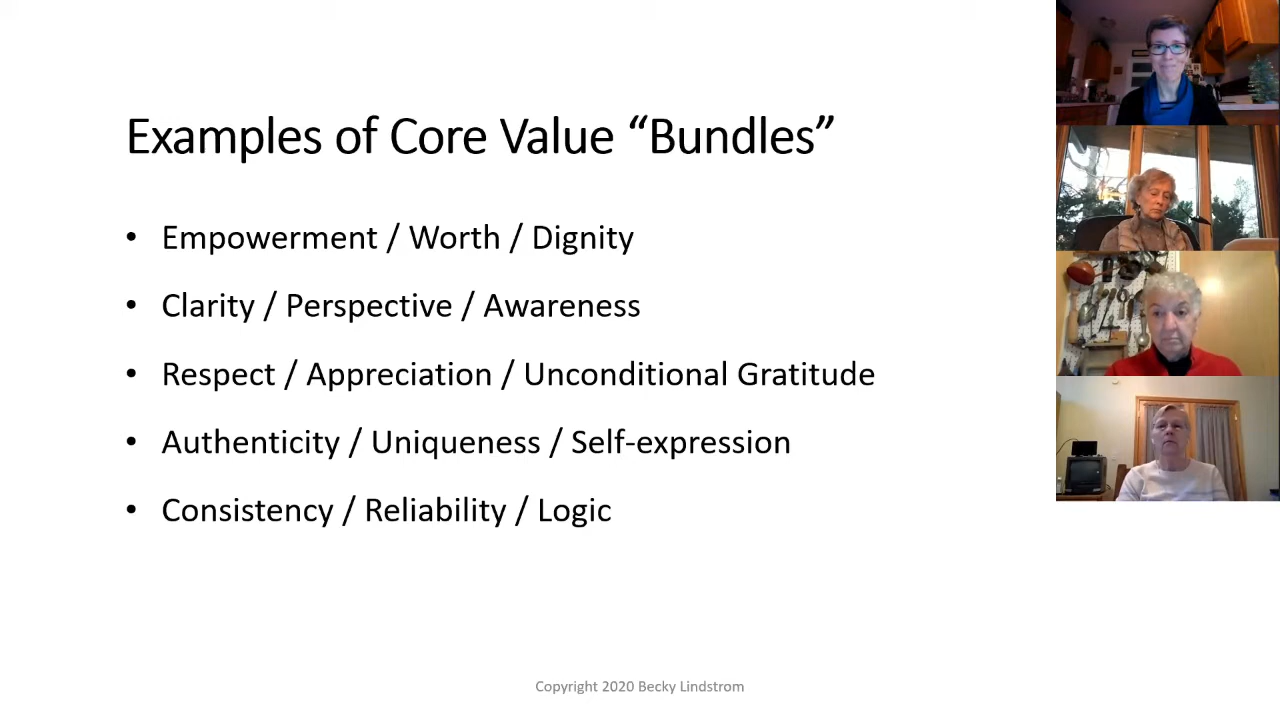 Examples of Core Value “Bundles”
• Empowerment / Worth / Dignity
• Clarity / Perspective / Awareness
• Respect / Appreciation / Unconditional Gratitude
• Authenticity / Uniqueness / Self-expression
• Consistency / Reliability / Logic
Copyright 2020 Becky Lindstrom